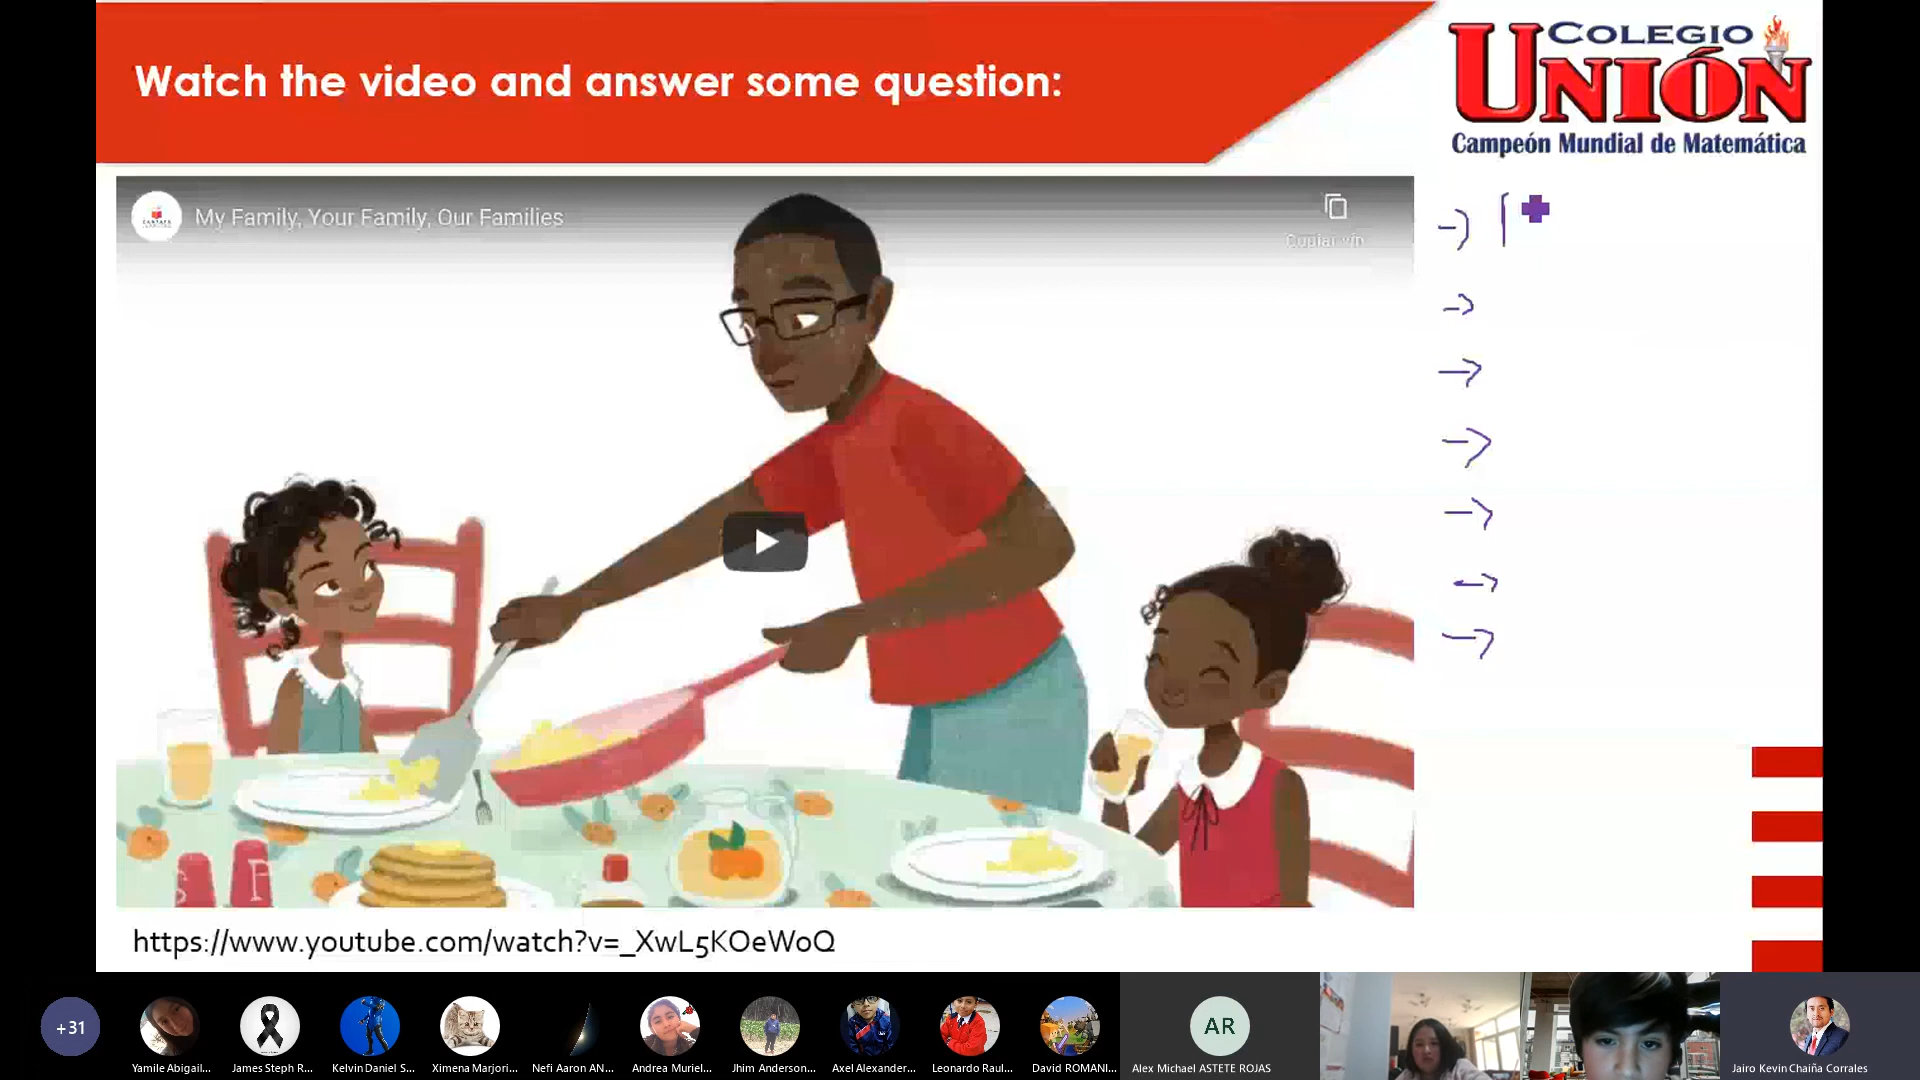 Watch the video and answer some question:
COLEGIO
UNIÓN
Campeón Mundial de Matemática
My Family, Your Family, Our Families
Copiar vín
S P
https://www.youtube.com/watch?v=_XwL5KOeWoQ
+31
Yamile Abigail...
James Steph R...
Kelvin Daniel S...
Ximena Marjori...
Nefi Aaron AN...
Andrea Muriel...
Jhim Anderson...
Axel Alexander...
Leonardo Raul...
David ROMANI...
AR
Alex Michael ASTETE ROJAS
Jairo Kevin Chaiña Corrales